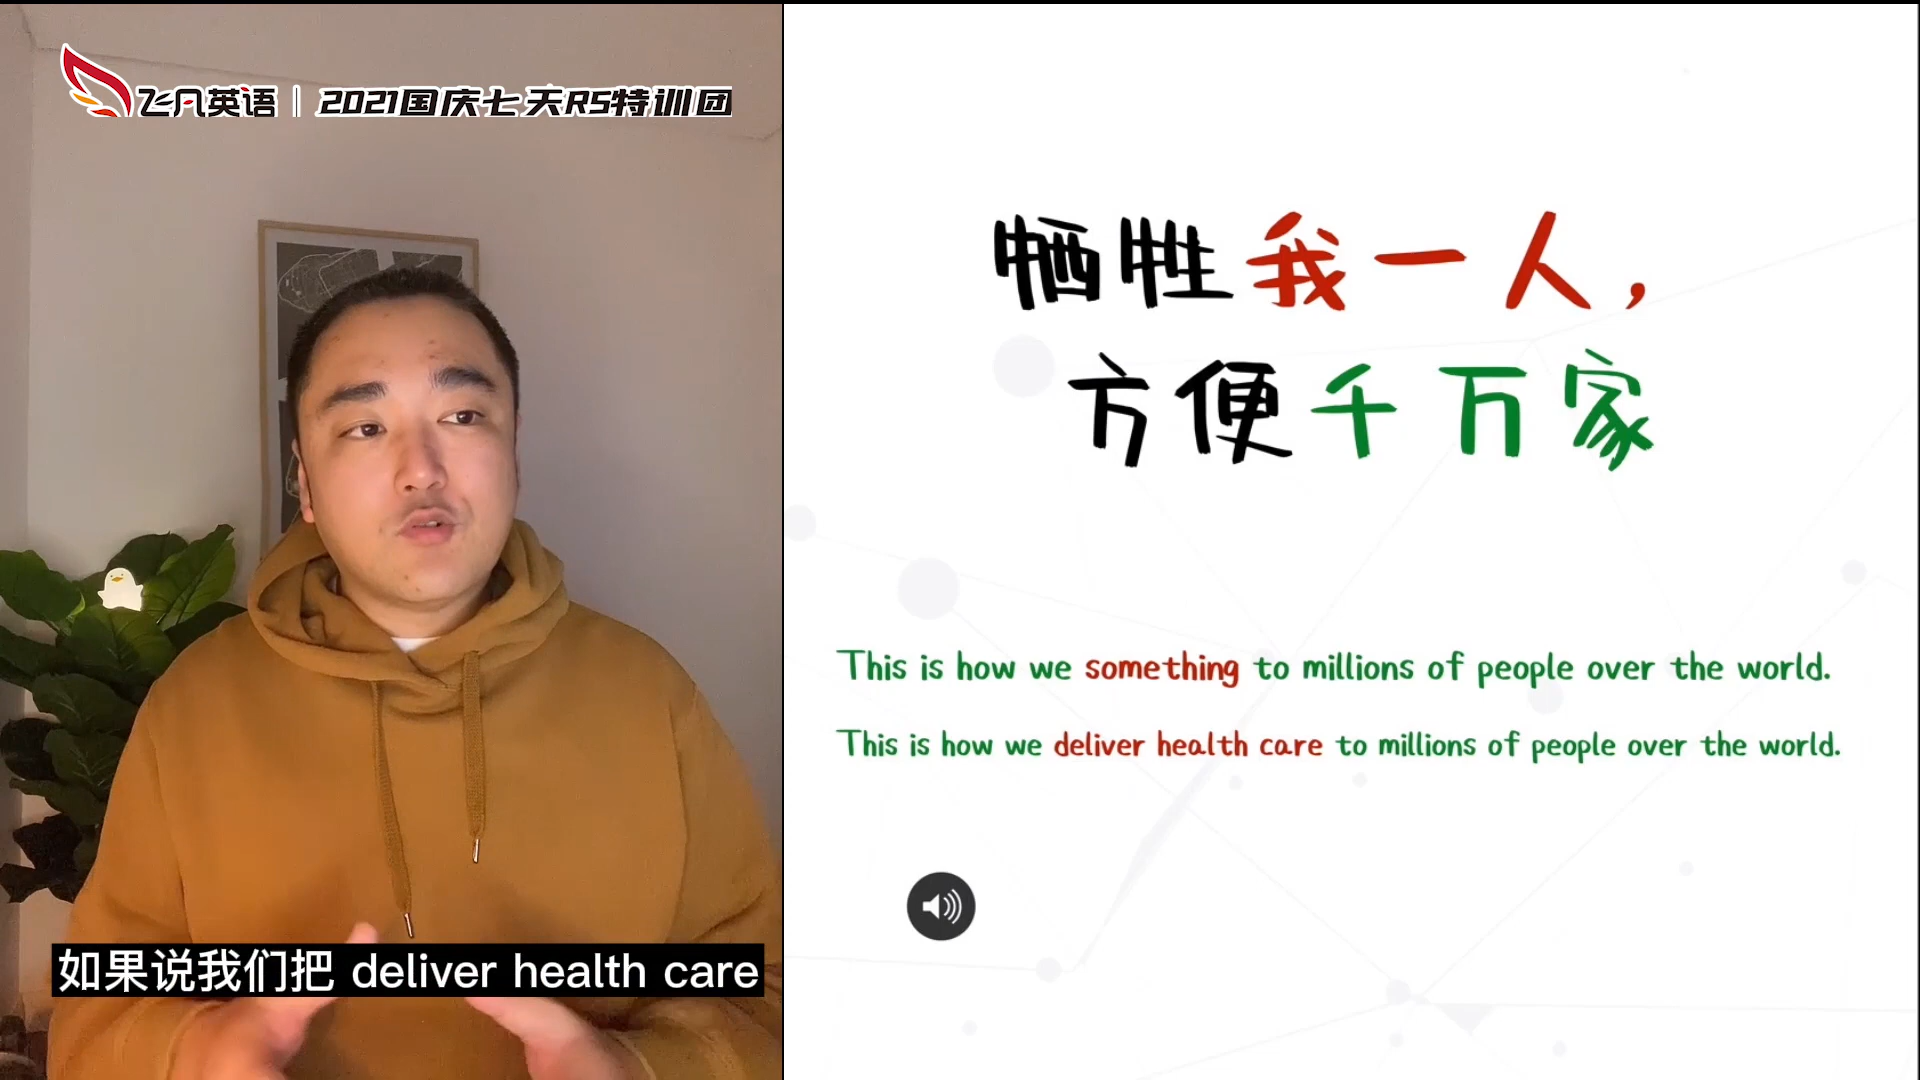 飞凡英语 | 2021国庆七天RS特训团
牺牲我一人，
方便千万家
This is how we something to millions of people over the world.
This is how we deliver health care to millions of people over the world.
如果说我们把 deliver health care